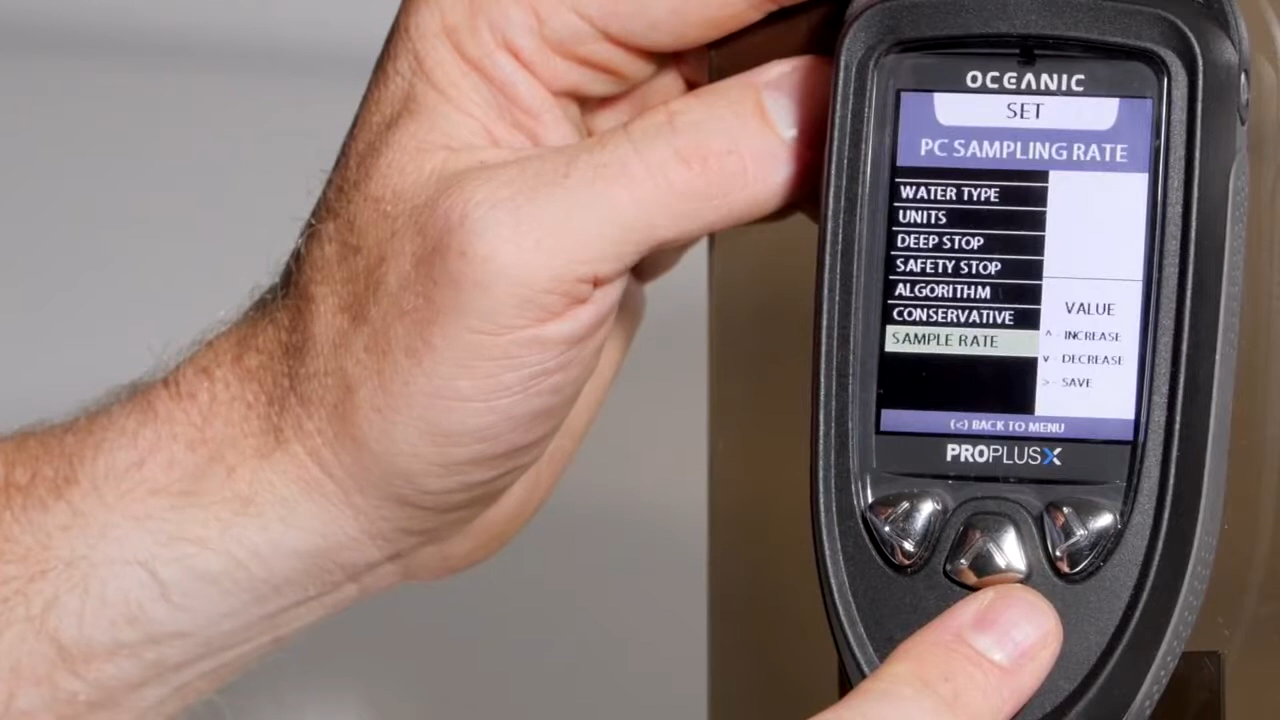 OCEANIC
SET
PC SAMPLING RATE
WATER TYPE
UNITS
DEEP STOP
SAFETY STOP
ALGORITHM
CONSERVATIVE
SAMPLE RATE
VALUE
^ - INCREASE
v - DECREASE
> - SAVE
(<) BACK TO MENU
PROPLUSX